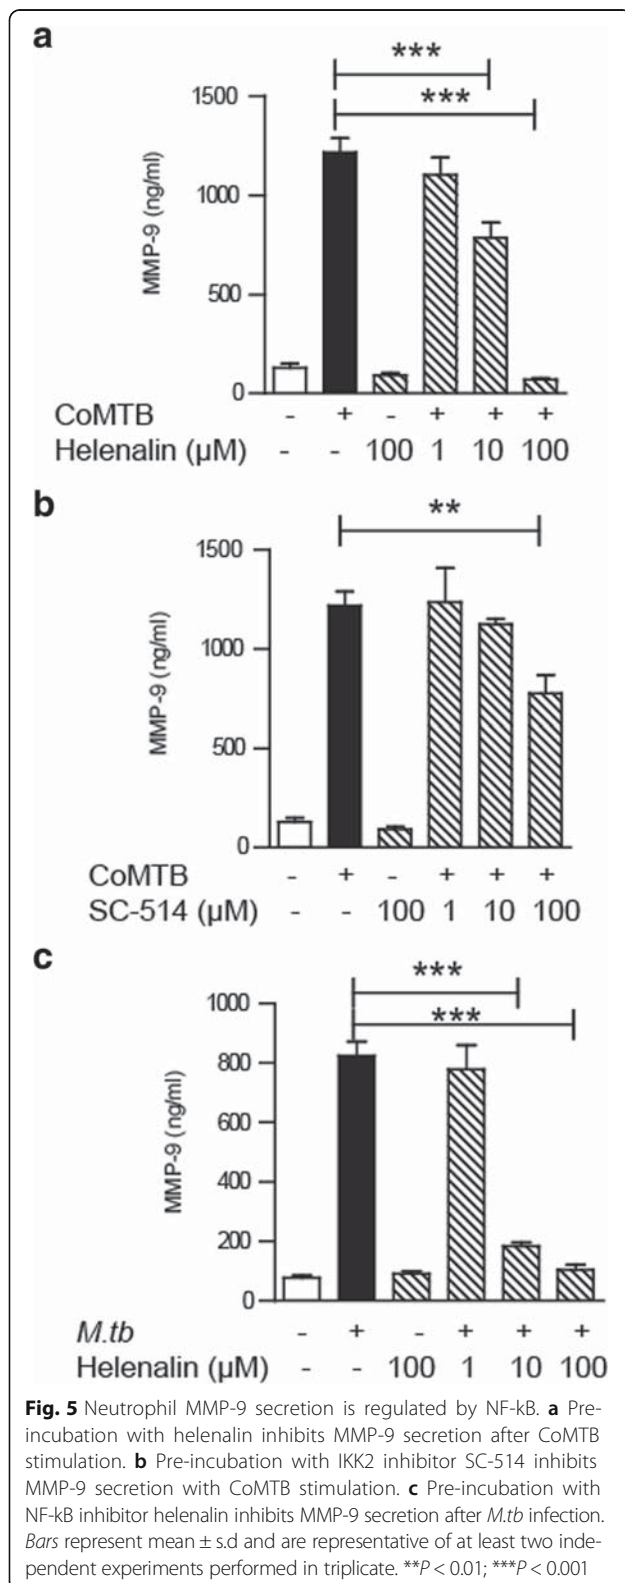 a
***
***
1500
1000
500
0
MMP-9 (ng/ml)
CoMTB - + - + + +
Helenalin (µM) - - 100 1 10 100
b
**
1500
1000
500
0
MMP-9 (ng/ml)
CoMTB - + - + + +
SC-514 (µM) - - 100 1 10 100
c
***
***
1000
800
600
400
200
0
MMP-9 (ng/ml)
M.tb - + - + + +
Helenalin (µM) - - 100 1 10 100
Fig. 5 Neutrophil MMP-9 secretion is regulated by NF-kB. a Pre-
incubation with helenalin inhibits MMP-9 secretion after CoMTB
stimulation. b Pre-incubation with IKK2 inhibitor SC-514 inhibits
MMP-9 secretion with CoMTB stimulation. c Pre-incubation with
NF-kB inhibitor helenalin inhibits MMP-9 secretion after M.tb infection.
Bars represent mean ± s.d and are representative of at least two inde-
pendent experiments performed in triplicate. **P < 0.01; ***P < 0.001